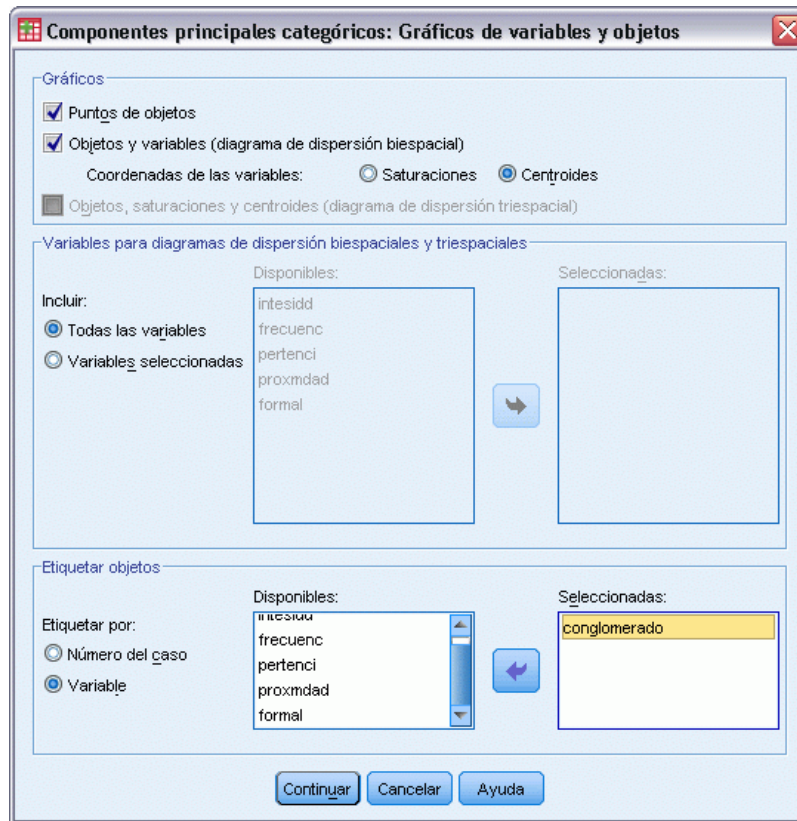 Componentes principales categóricos: Gráficos de variables y objetos
Gráficos
Puntos de objetos
Objetos y variables (diagrama de dispersión biespacial)
Coordenadas de las variables: Saturaciones Centroides
Objetos, saturaciones y centroides (diagrama de dispersión triespacial)
Variables para diagramas de dispersión biespaciales y triespaciales
Disponibles: Seleccionadas:
Incluir:
Todas las variables
Variables seleccionadas
intesidd
frecuenc
pertenci
proxmdad
formal
Etiquetar objetos
Disponibles: Seleccionadas:
Etiquetar por:
Número del caso
Variable
intesidd
frecuenc
pertenci
proxmdad
formal
conglomerado
Continuar Cancelar Ayuda